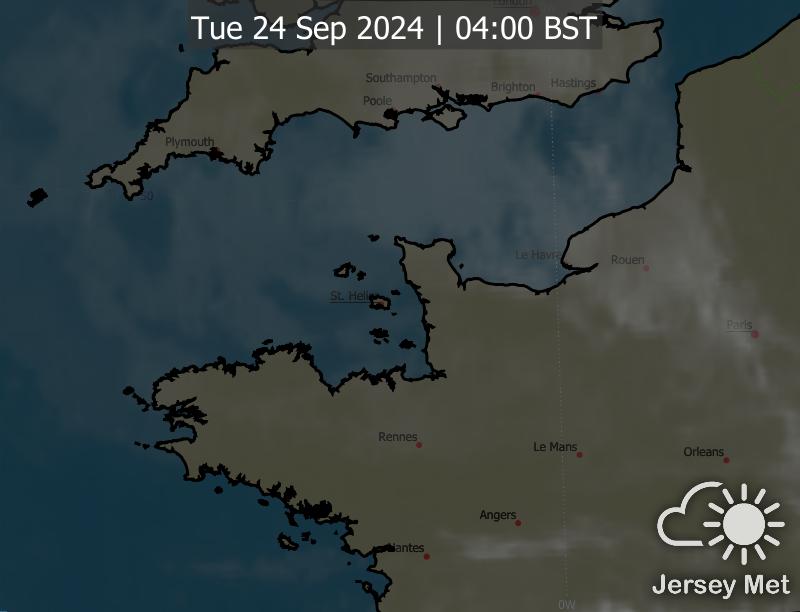 London
Tue 24 Sep 2024 | 04:00 BST
Southampton
Brighton
Hastings
Poole
Plymouth
50
Le Havre
Rouen
St. Helier
Paris
Rennes
Le Mans
Orleans
Angers
Nantes
Jersey Met
0W